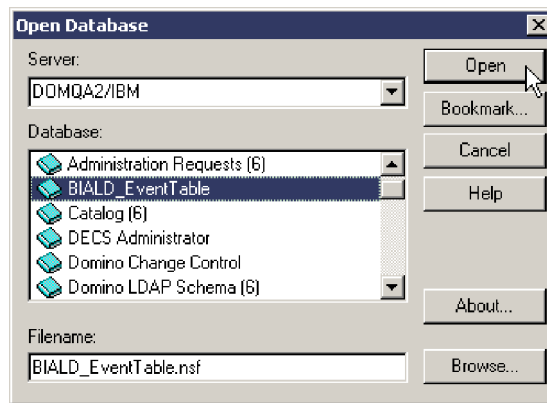 Open Database
Server:
Open
DOMQA2/IBM
Bookmark...
Database:
Cancel
Administration Requests (6)
BIALD_EventTable
Help
Catalog (6)
DECS Administrator
Domino Change Control
Domino LDAP Schema (6)
About...
Filename:
BIALD_EventTable.nsf
Browse...